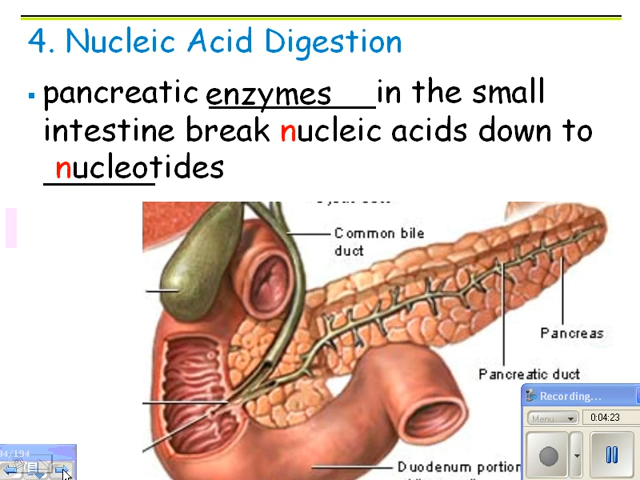 4. Nucleic Acid Digestion
pancreatic enzymes in the small
intestine break nucleic acids down to
nucleotides
Common bile
duct
Pancreas
Pancreatic duct
Duodenum portion
Recording...
Menu
0:04:23
/194